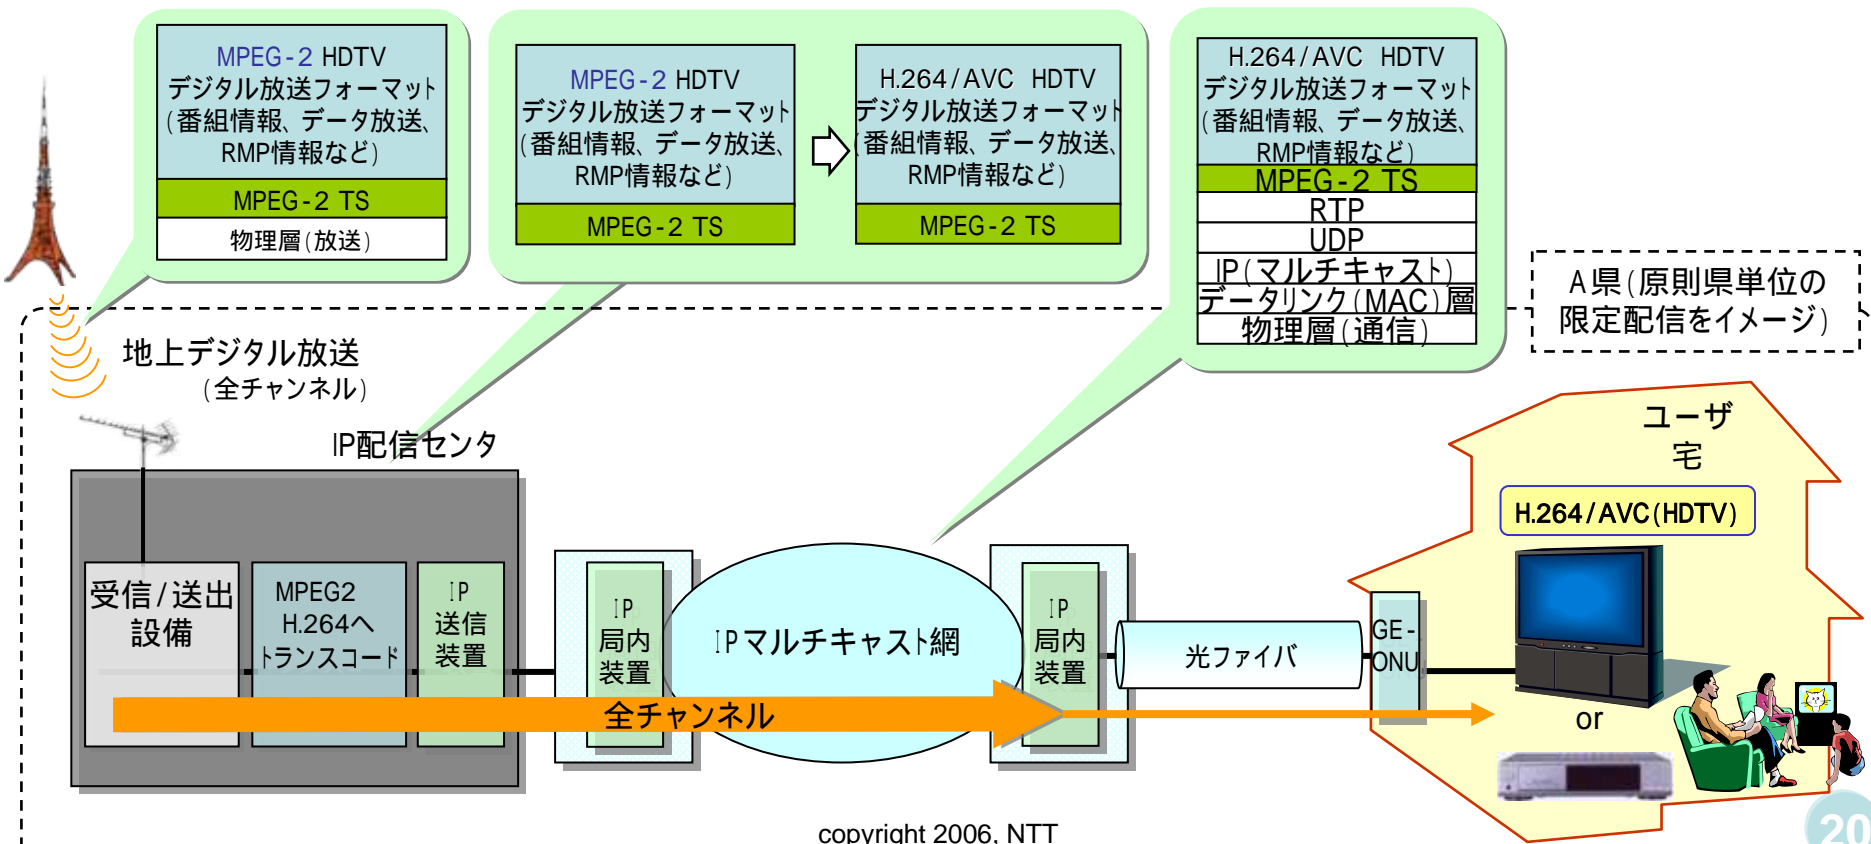 MPEG-2 HDTV
デジタル放送フォーマット
(番組情報、データ放送、
RMP情報など)
MPEG-2 TS
物理層(放送)
MPEG-2 HDTV
デジタル放送フォーマット
(番組情報、データ放送、
RMP情報など)
MPEG-2 TS
H.264/AVC HDTV
デジタル放送フォーマット
(番組情報、データ放送、
RMP情報など)
MPEG-2 TS
H.264/AVC HDTV
デジタル放送フォーマット
(番組情報、データ放送、
RMP情報など)
MPEG-2 TS
RTP
UDP
IP(マルチキャスト)
データリンク(MAC)層
物理層(通信)
A県(原則県単位の
限定配信をイメージ)
地上デジタル放送
(全チャンネル)
IP配信センタ
受信/送出
設備
MPEG2
H.264へ
トランスコード
IP
送信
装置
IP
局内
装置
IPマルチキャスト網
IP
局内
装置
光ファイバ
GE-
ONU
全チャンネル
ユーザ
宅
H.264/AVC(HDTV)
or
copyright 2006, NTT
20